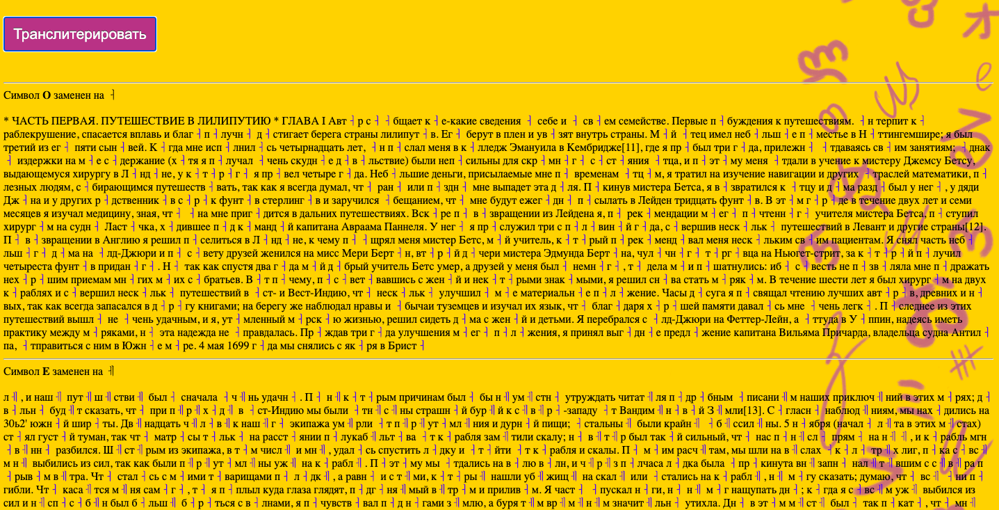 Транслитерировать
Символ О заменен на ┤
* ЧАСТЬ ПЕРВАЯ. ПУТЕШЕСТВИЕ В ЛИЛИПУТИЮ * ГЛАВА I Авт┤р с┤ ┤бщает к┤е-какие сведения ┤ себе и ┤ св┤ем семействе. Первые п┤буждения к путешествиям. ┤н терпит к┤
раблекрушение, спасается вплавь и благ┤п┤лучн┤ д┤стигает берега страны лилипут┤в. Ег┤ берут в плен и ув┤зят внутрь страны. М┤й ┤тец имел неб┤льш┤е п┤местье в Н┤ттингемшире; я был
третий из ег┤ пяти сын┤вей. К┤гда мне исп┤лнил┤сь четырнадцать лет, ┤н п┤слал меня в к┤лледж Эмануила в Кембридже[11], где я пр┤был три г┤да, прилежн┤ ┤тдаваясь св┤им занятиям; ┤днак
┤ издержки на м┤е с┤держание (х┤тя я п┤лучал ┤чень скудн┤е д┤в┤льствие) были неп┤сильны для скр┤мн┤г┤ с┤ст┤яния ┤тца, и п┤эт┤му меня ┤тдали в учение к мистеру Джемсу Бетсу,
выдающемуся хирургу в Л┤нд┤не, у к┤т┤р┤г┤ я пр┤вел четыре г┤да. Неб┤льшие деньги, присылаемые мне п┤ временам ┤тц┤м, я тратил на изучение навигации и других ┤траслей математики, п┤
лезных людям, с┤бирающимся путешеств┤вать, так как я всегда думал, чт┤ ран┤ или п┤здн┤ мне выпадет эта д┤ля. П┤кинув мистера Бетса, я в┤звратился к ┤тцу и д┤ма разд┤был у нег┤, у дяди
Дж┤на и у других р┤дственник┤в с┤р┤к фунт┤в стерлинг┤в и заручился ┤бещанием, чт┤ мне будут ежег┤дн┤ п┤сылать в Лейден тридцать фунт┤в. В эт┤м г┤р┤де в течение двух лет и семи
месяцев я изучал медицину, зная, чт┤ ┤на мне приг┤дится в дальних путешествиях. Вск┤ре п┤ в┤звращении из Лейдена я, п┤ рек┤мендации м┤ег┤ п┤чтенн┤г┤ учителя мистера Бетса, п┤ступил
хирург┤м на судн┤ Ласт┤чка, х┤дившее п┤д к┤манд┤й капитана Авраама Паннеля. У нег┤ я пр┤служил три с п┤л┤вин┤й г┤да, с┤вершив неск┤льк┤ путешествий в Левант и другие страны[12].
П┤ в┤звращении в Англию я решил п┤селиться в Л┤нд┤не, к чему п┤┤щрял меня мистер Бетс, м┤й учитель, к┤т┤рый п┤рек┤менд┤вал меня неск┤льким св┤им пациентам. Я снял часть неб┤
льш┤г┤ д┤ма на ┤лд-Джюри и п┤ с┤вету друзей женился на мисс Мери Берт┤н, вт┤р┤й д┤чери мистера Эдмунда Берт┤на, чул┤чн┤г┤ т┤рг┤вца на Ньюгет-стрит, за к┤т┤р┤й п┤лучил
четыреста фунт┤в придан┤г┤. Н┤ так как спустя два г┤да м┤й д┤брый учитель Бетс умер, а друзей у меня был┤ немн┤г┤, т┤ дела м┤и п┤шатнулись: иб┤ с┤весть не п┤зв┤ляла мне п┤дражать
нех┤р┤шим приемам мн┤гих м┤их с┤братьев. В┤т п┤чему, п┤с┤вет┤вавшись с жен┤й и нек┤т┤рыми знак┤мыми, я решил сн┤ва стать м┤ряк┤м. В течение шести лет я был хирург┤м на двух
к┤раблях и с┤вершил неск┤льк┤ путешествий в ┤ст- и Вест-Индию, чт┤ неск┤льк┤ улучшил┤ м┤е материальн┤е п┤л┤жение. Часы д┤суга я п┤свящал чтению лучших авт┤р┤в, древних и н┤
вых, так как всегда запасался в д┤р┤гу книгами; на берегу же наблюдал нравы и ┤бычаи туземцев и изучал их язык, чт┤ благ┤даря х┤р┤шей памяти давал┤сь мне ┤чень легк┤. П┤следнее из этих
путешествий вышл┤ не ┤чень удачным, и я, ут┤мленный м┤рск┤ю жизнью, решил сидеть д┤ма с жен┤й и детьми. Я перебрался с ┤лд-Джюри на Феттер-Лейн, а ┤ттуда в У┤ппин, надеясь иметь
практику между м┤ряками, н┤ эта надежда не ┤правдалась. Пр┤ждав три г┤да улучшения м┤ег┤ п┤л┤жения, я принял выг┤дн┤е предл┤жение капитана Вильяма Причарда, владельца судна Антил┤
па, ┤тправиться с ним в Южн┤е м┤ре. 4 мая 1699 г┤да мы снялись с як┤ря в Брист┤
Символ Е заменен на ╢
л╢, и наш╢ пут╢ш╢стви╢ был┤ сначала ┤ч╢нь удачн┤. П┤ н╢к┤т┤рым причинам был┤ бы н╢ум╢стн┤ утруждать читат╢ля п┤др┤бным ┤писани╢м наших приключ╢ний в этих м┤рях; д┤
в┤льн┤ буд╢т сказать, чт┤ при п╢р╢х┤д╢ в ┤ст-Индию мы были ┤тн╢с╢ны страшн┤й бур╢й к с╢в╢р┤-западу ┤т Вандим╢н┤в┤й З╢мли[13]. С┤гласн┤ наблюд╢ниям, мы нах┤дились на
30ь2' южн┤й шир┤ты. Дв╢надцать ч╢л┤в╢к наш╢г┤ экипажа ум╢рли ┤т п╢р╢ут┤мл╢ния и дурн┤й пищи; ┤стальны╢ были крайн╢ ┤б╢ссил╢ны. 5 н┤ября (начал┤ л╢та в этих м╢стах)
ст┤ял густ┤й туман, так чт┤ матр┤сы т┤льк┤ на расст┤янии п┤лукаб╢льт┤ва ┤т к┤рабля зам╢тили скалу; н┤ в╢т╢р был так┤й сильный, чт┤ нас п┤н╢сл┤ прям┤ на н╢╢, и к┤рабль мгн
┤в╢нн┤ разбился. Ш╢ст╢рым из экипажа, в т┤м числ╢ и мн╢, удал┤сь спустить л┤дку и ┤т┤йти ┤т к┤рабля и скалы. П┤ м┤им расч╢там, мы шли на в╢слах ┤к┤л┤ тр╢х лиг, п┤ка с┤вс╢
м н╢ выбились из сил, так как были п╢р╢ут┤мл╢ны уж╢ на к┤рабл╢. П┤эт┤му мы ┤тдались на в┤лю в┤лн, и ч╢р╢з п┤лчаса л┤дка была ┤пр┤кинута вн╢запн┤ нал╢т╢вшим с с╢в╢ра п
┤рыв┤м в╢тра. Чт┤ стал┤сь с м┤ими т┤варищами п┤ л┤дк╢, а равн┤ и с т╢ми, к┤т┤ры╢ нашли уб╢жищ╢ на скал╢ или ┤стались на к┤рабл╢, н╢ м┤гу сказать; думаю, чт┤ вс╢ ┤ни п┤
гибли. Чт┤ каса╢тся м╢ня сам┤г┤, т┤ я п┤плыл куда глаза глядят, п┤дг┤ня╢мый в╢тр┤м и прилив┤м. Я част┤ ┤пускал н┤ги, н┤ н╢ м┤г нащупать дн┤; к┤гда я с┤вс╢м уж╢ выбился из
сил и н╢ сп┤с┤б╢н был б┤льш╢ б┤р┤ться с в┤лнами, я п┤чувств┤вал п┤д н┤гами з╢млю, а буря т╢м вр╢м╢н╢м значит╢льн┤ утихла. Дн┤ в эт┤м м╢ст╢ был┤ так п┤кат┤, чт┤ мн╢